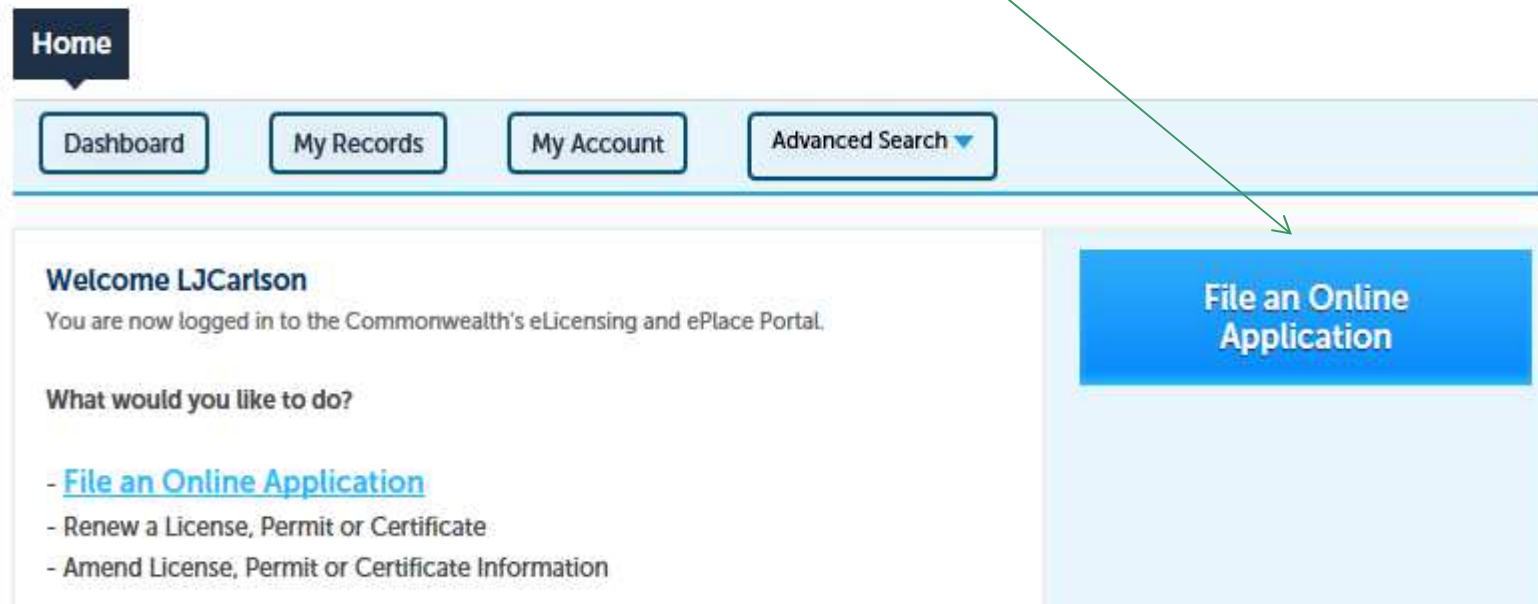 Home
Dashboard My Records My Account Advanced Search
Welcome LJCarlson
You are now logged in to the Commonwealth's eLicensing and ePlace Portal.
What would you like to do?
- File an Online Application
- Renew a License, Permit or Certificate
- Amend License, Permit or Certificate Information
File an Online
Application